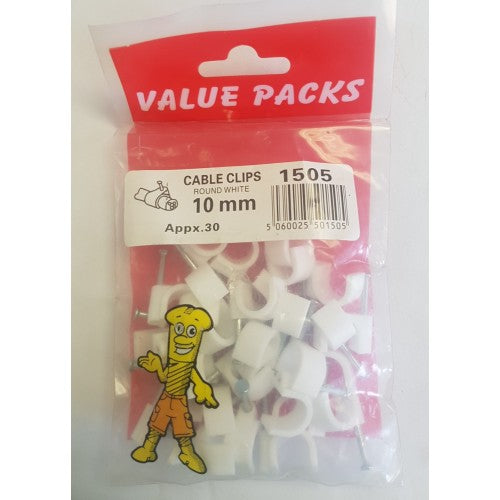 VALUE PACKS
CABLE CLIPS 1505
ROUND WHITE
10 mm
Appx.30
5 060025 501505